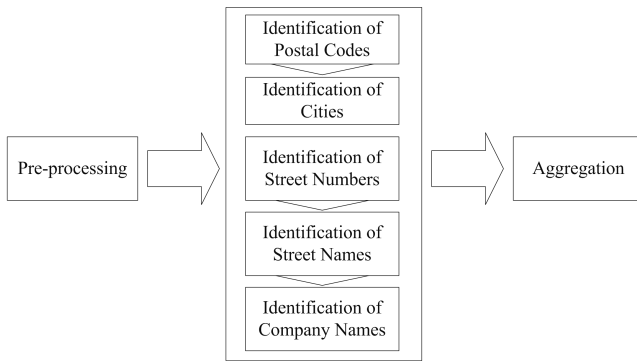 Pre-processing
Identification of
Postal Codes
Identification of
Cities
Identification of
Street Numbers
Identification of
Street Names
Identification of
Company Names
Aggregation